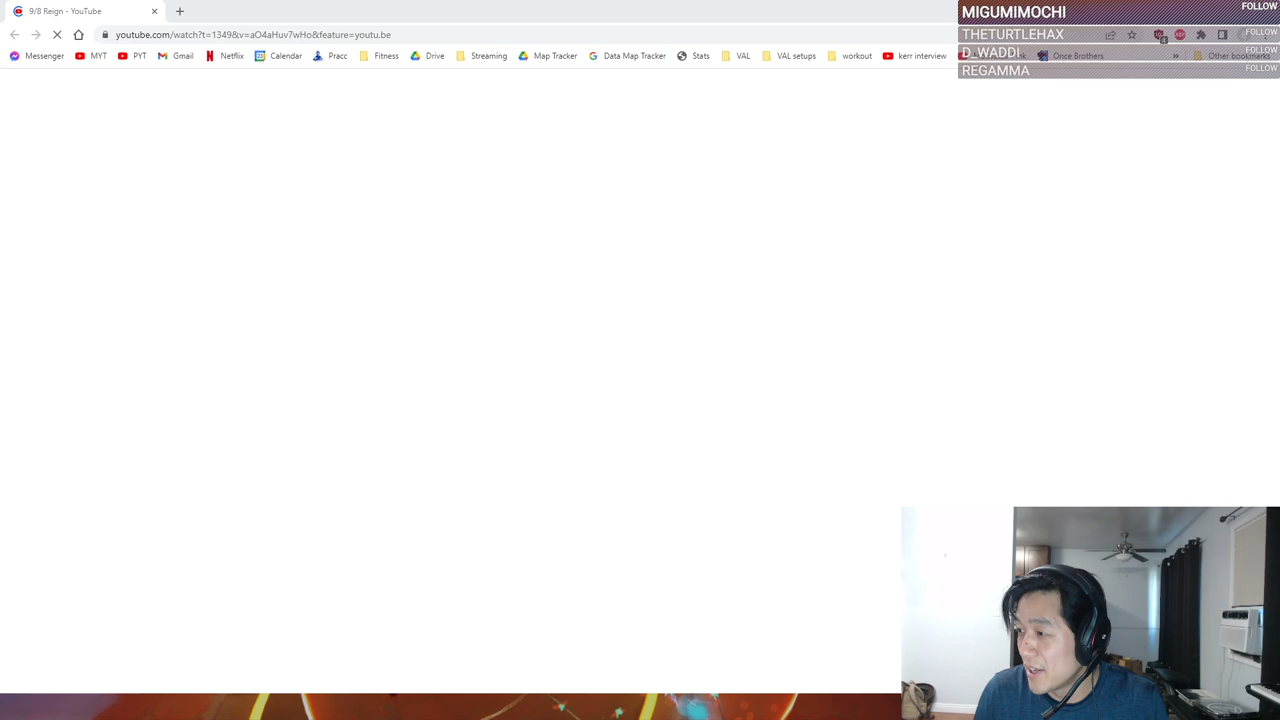 9/8 Reign - YouTube
MIGUMIMOCHI FOLLOW
youtube.com/watch?t=1349&v=aO4aHuv7wHo&feature=youtu.be
THETURTLEHAX FOLLOW
Messenger MYT PYT Gmail Netflix Calendar Pracc Fitness Drive Streaming Map Tracker Data Map Tracker Stats VAL VAL setups workout kerr interview Once Brothers » Other bookmarks
D_WADDI FOLLOW
REGAMMA FOLLOW